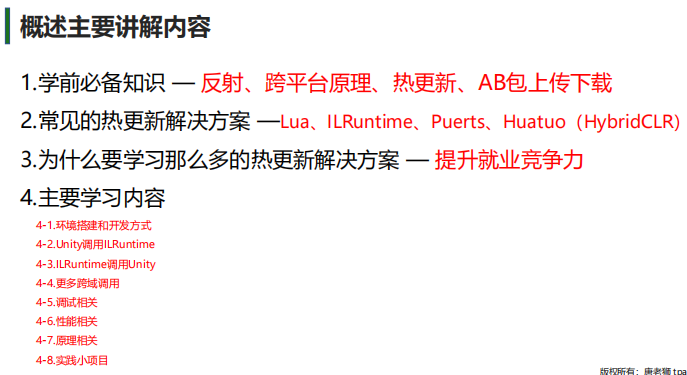 概述主要讲解内容
1.学前必备知识 — 反射、跨平台原理、热更新、AB包上传下载
2.常见的热更新解决方案 —Lua、ILRuntime、Puerts、Huatuo（HybridCLR）
3.为什么要学习那么多的热更新解决方案 — 提升就业竞争力
4.主要学习内容
4-1.环境搭建和开发方式
4-2.Unity调用ILRuntime
4-3.ILRuntime调用Unity
4-4.更多跨域调用
4-5.调试相关
4-6.性能相关
4-7.原理相关
4-8.实践小项目
版权所有：唐老狮 tpa